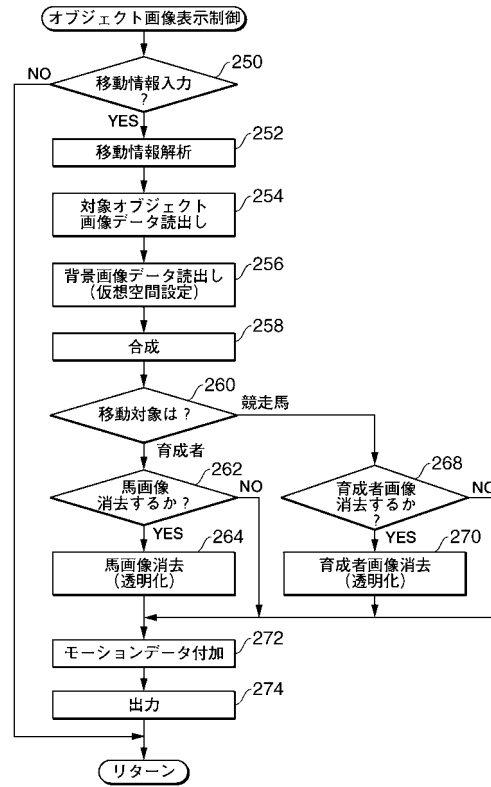 オブジェクト画像表示制御
250
NO
移動情報入力
?
YES
252
移動情報解析
254
対象オブジェクト
画像データ読出し
256
背景画像データ読出し
(仮想空間設定)
258
合成
260
競走馬
移動対象は ?
育成者
262
268
馬画像
消去するか ?
NO
育成者画像
消去するか
?
NO
YES
264
YES
270
馬画像消去
(透明化)
育成者画像消去
(透明化)
272
モーションデータ付加
274
出力
リターン